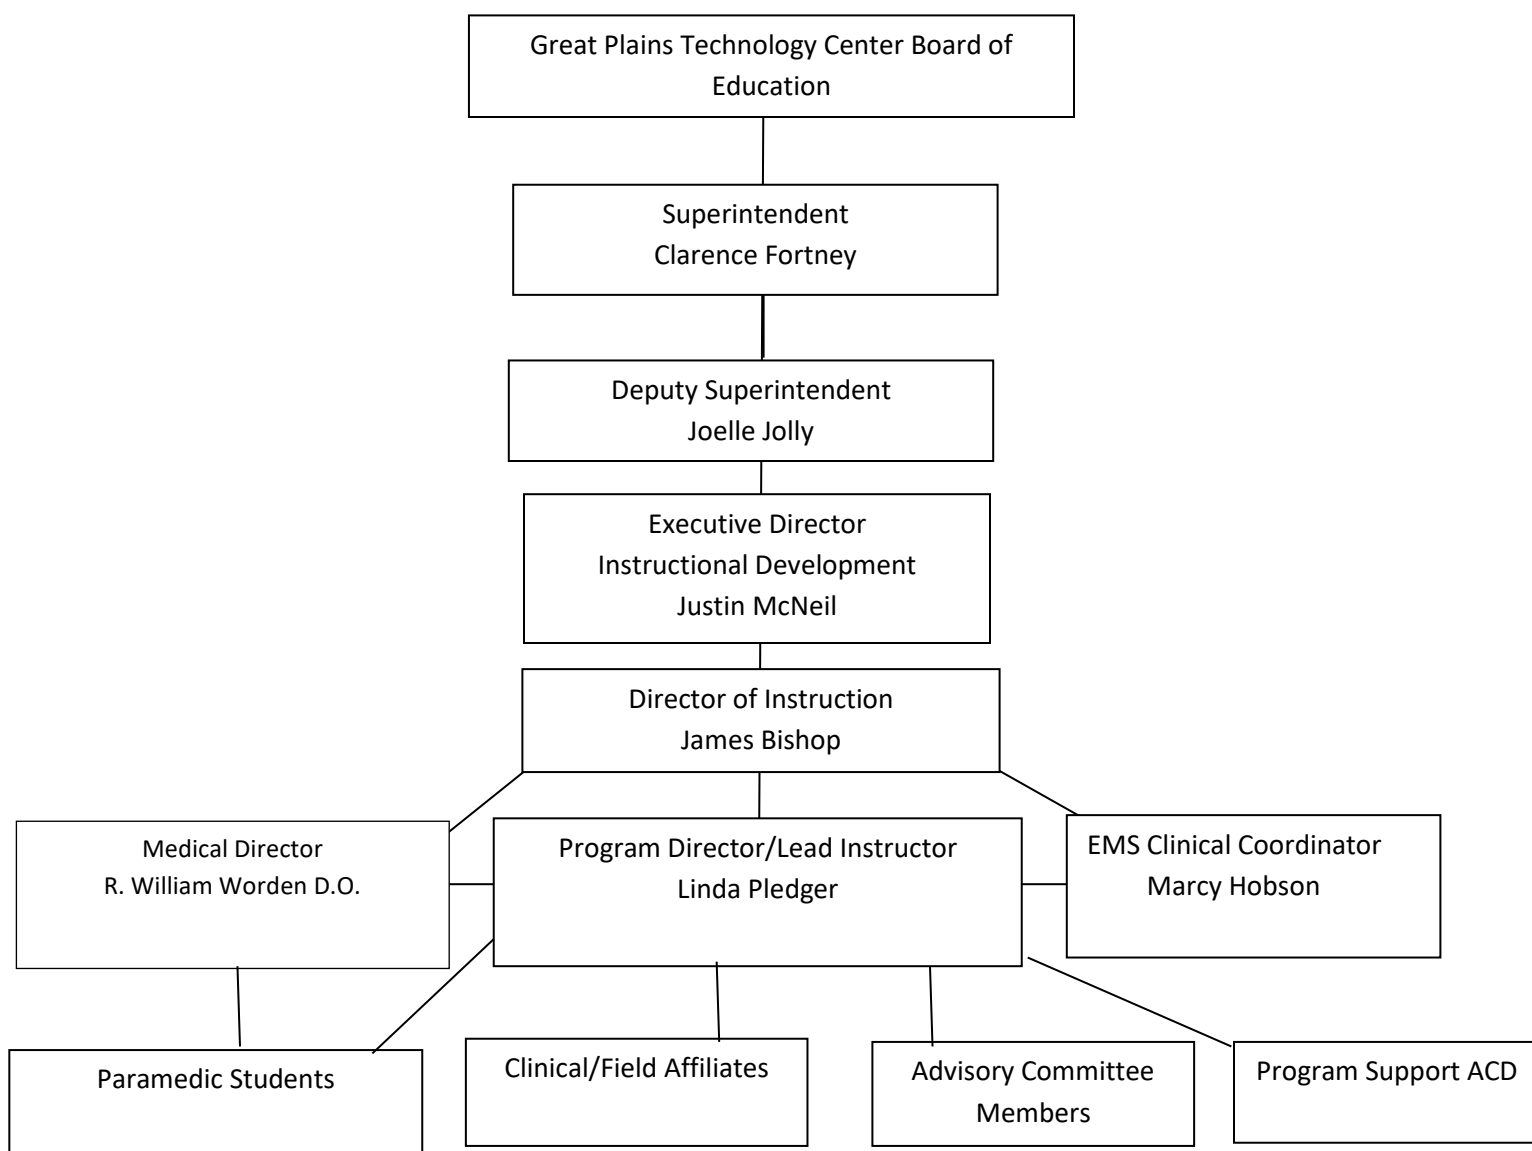 Great Plains Technology Center Board of
Education
Superintendent
Clarence Fortney
Deputy Superintendent
Joelle Jolly
Executive Director
Instructional Development
Justin McNeil
Director of Instruction
James Bishop
Medical Director
R. William Worden D.O.
Program Director/Lead Instructor
Linda Pledger
EMS Clinical Coordinator
Marcy Hobson
Paramedic Students
Clinical/Field Affiliates
Advisory Committee
Members
Program Support ACD